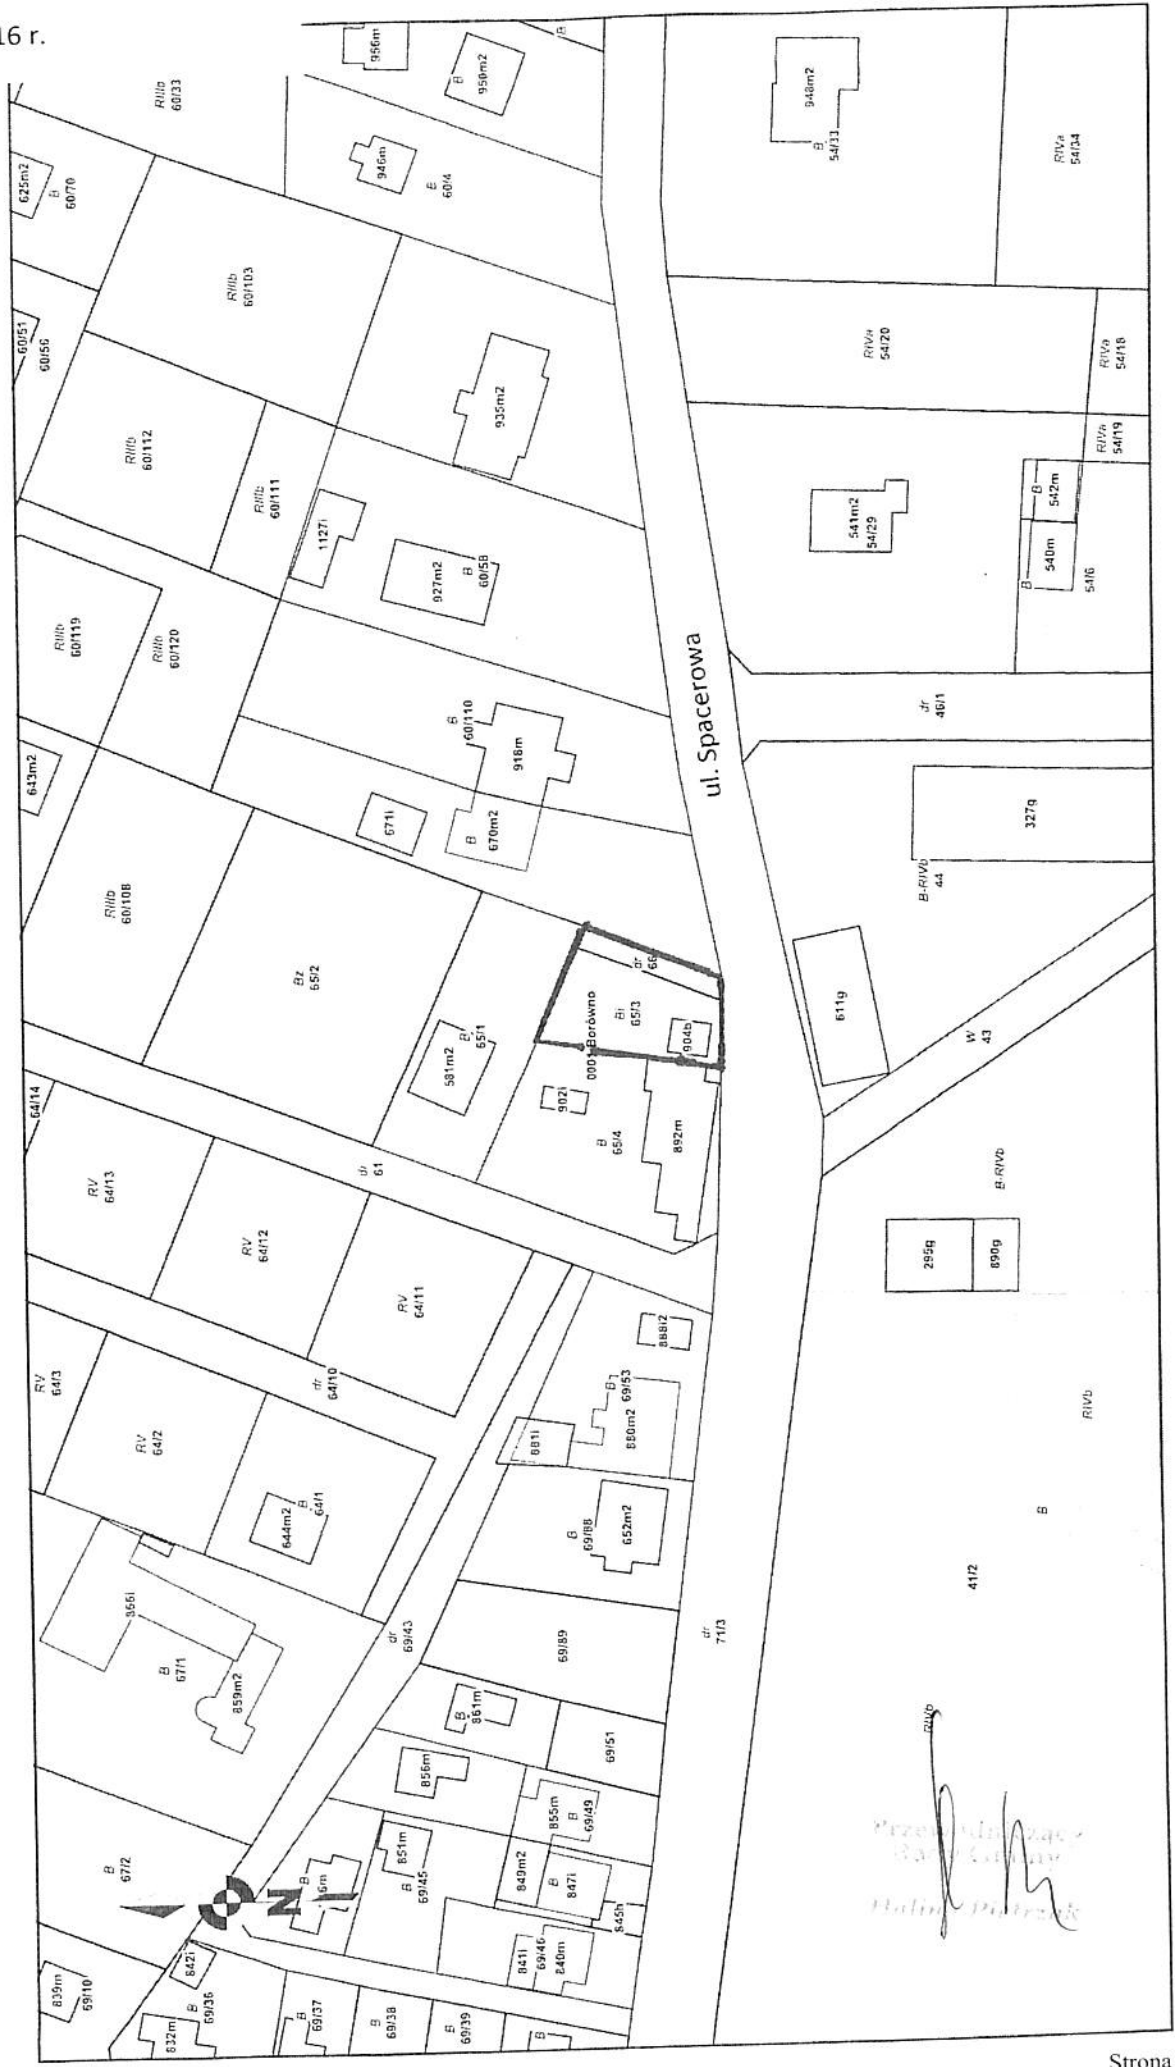 16 r.
RIIIb
60/33
956m
B
950m2
B
B
948m2
B
54/33
RIVa
54/34
625m2
B
60/70
946m
60/4
RIIIb
60/103
60/51
60/56
935m2
RIVa
54/20
RIVa
54/18
RIIIb
60/112
RIIIb
60/111
1127i
927m2
B
60/58
541m2
54/29
RIVa
54/19
B
542m
B
540m
54/6
RIIIb
60/119
RIIIb
60/120
B
60/110
918m
ul. Spacerowa
dr
46/1
643m2
671i
B
670m2
327g
B-RIVb
44
RIIIb
60/108
Bz
65/2
dr
66
Bi
65/3
904b
0001 Borówno
611g
W
43
581m2
B
65/1
902i
B
65/4
892m
64/14
RV
64/13
dr
61
RV
64/12
RV
64/11
B-RIVb
295g
890g
RV
64/3
dr
64/10
888i2
B
69/53
880m2
881i
RIVb
RV
64/2
644m2
B
64/1
B
69/88
652m2
B
41/2
866i
B
67/1
859m2
dr
69/43
69/89
dr
71/3
B
861m
69/51
RIVb
856m
855m
B
69/49
B
67/2
N
B
851m
B
69/45
849m2
B
847i
845h
839m
69/10
842i
841i
69/46
840m
B
69/36
832m
B
69/37
B
69/38
B
69/39
B
Przewodniczący
Rady Gminy
Halina Pietrzak
Strona